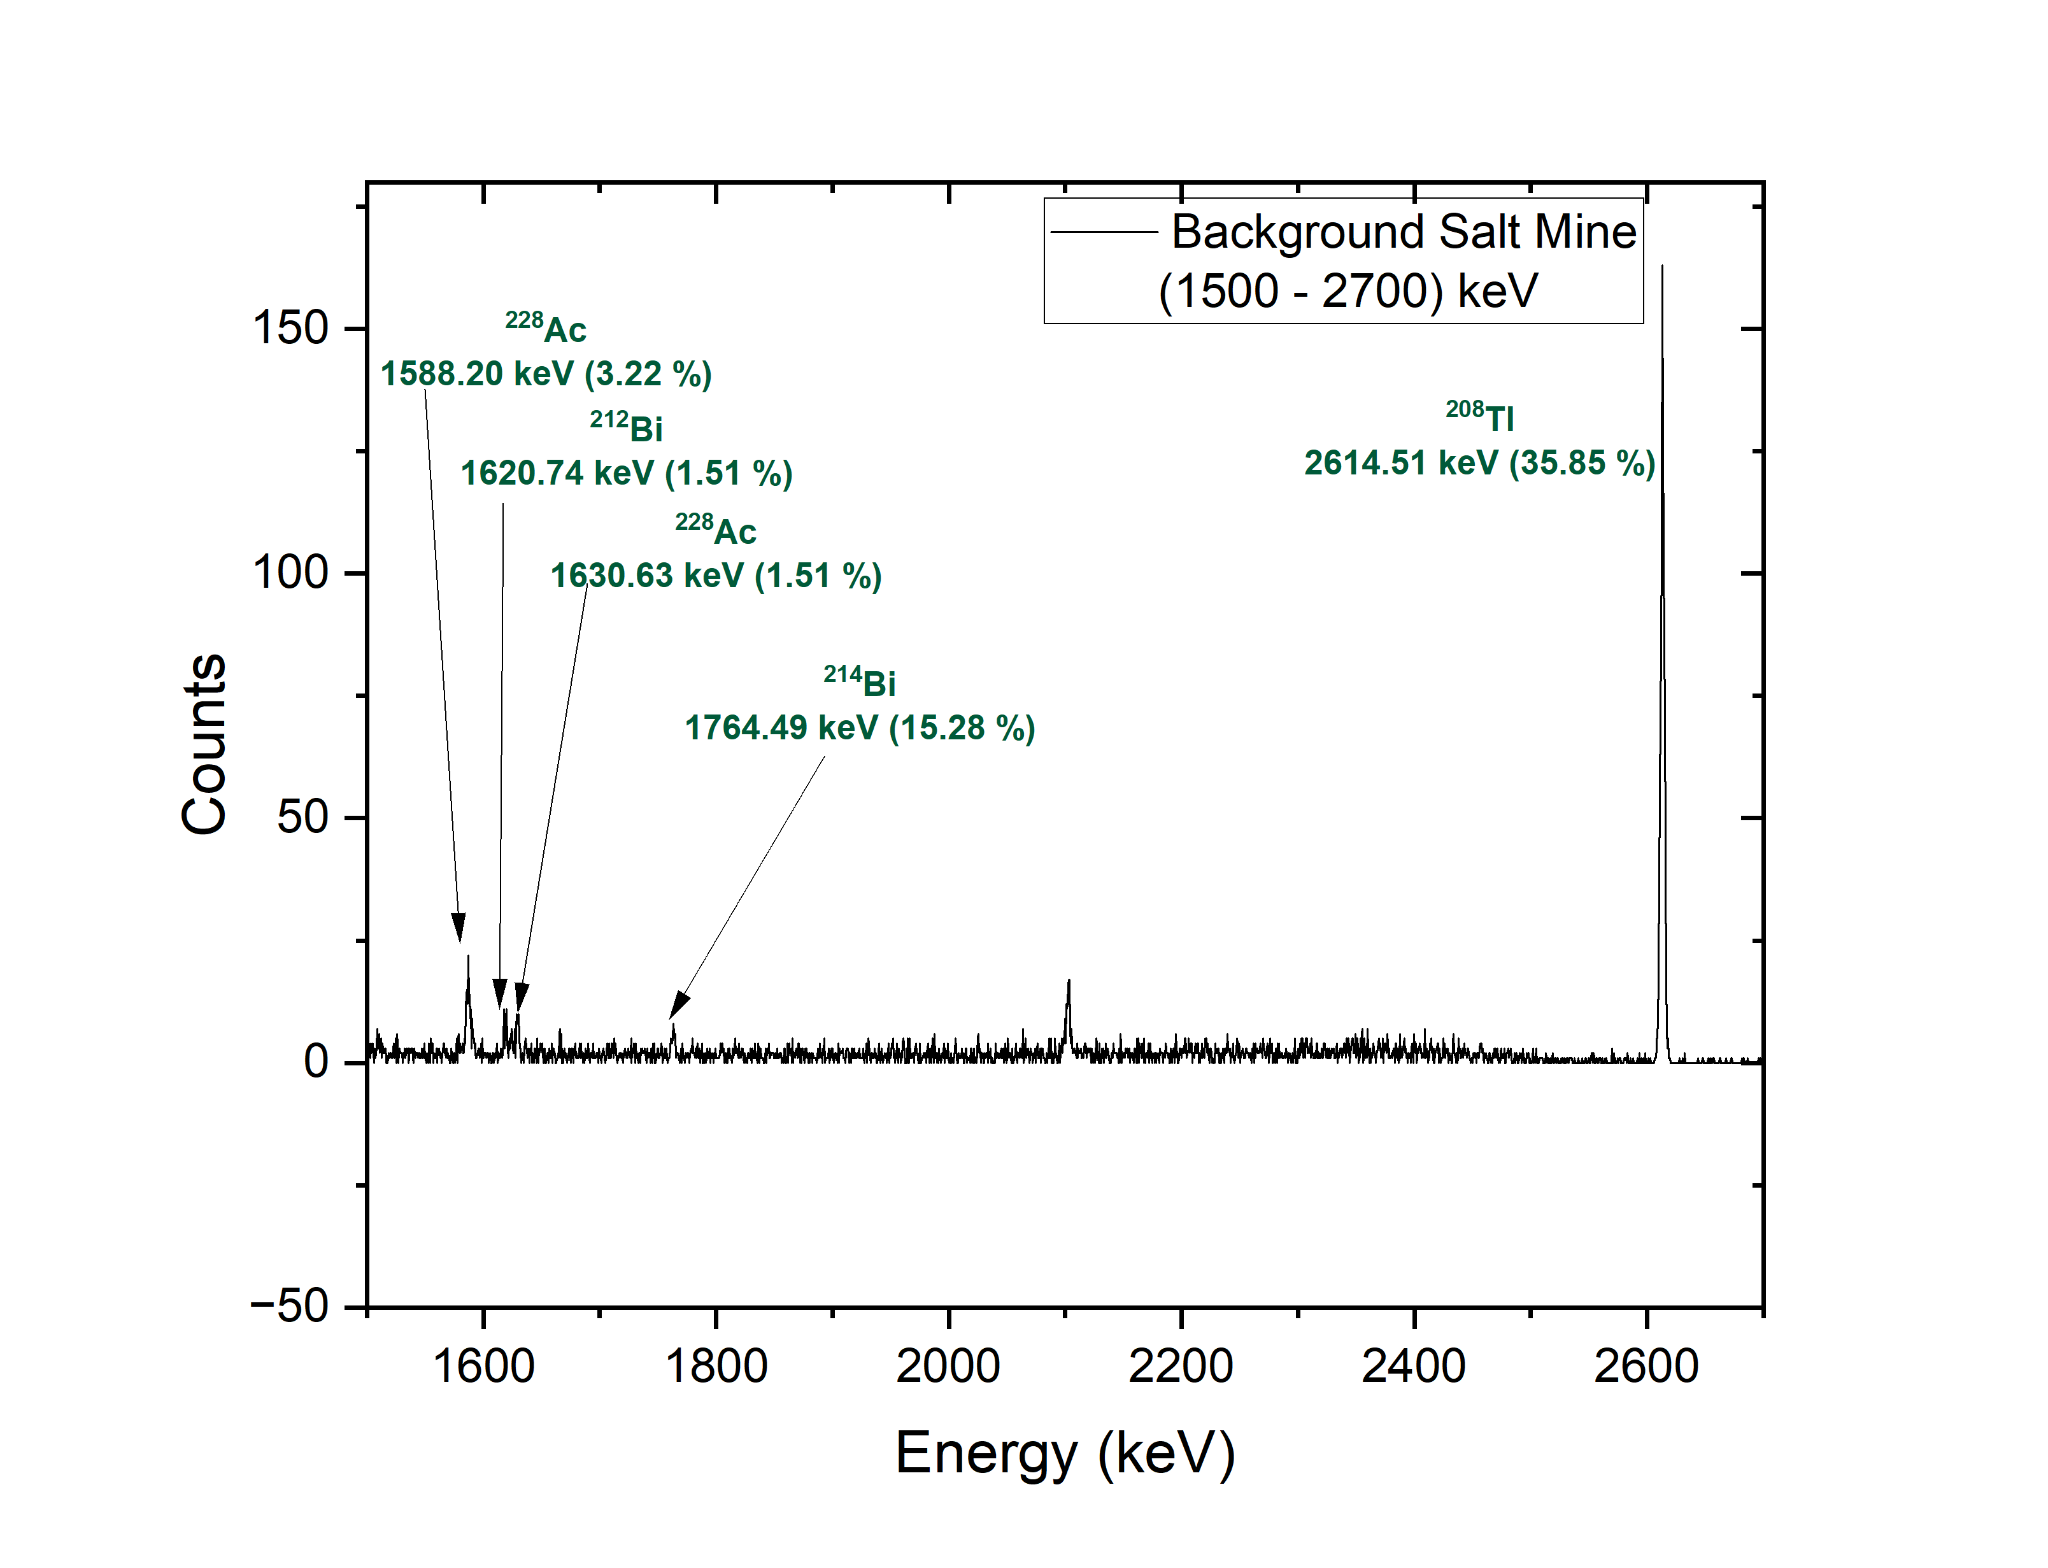 Background Salt Mine
(1500 - 2700) keV
²²⁸Ac
1588.20 keV (3.22 %)
²¹²Bi
1620.74 keV (1.51 %)
²²⁸Ac
1630.63 keV (1.51 %)
²¹⁴Bi
1764.49 keV (15.28 %)
²⁰⁸Tl
2614.51 keV (35.85 %)
Counts
150
100
50
0
−50
1600 1800 2000 2200 2400 2600
Energy (keV)